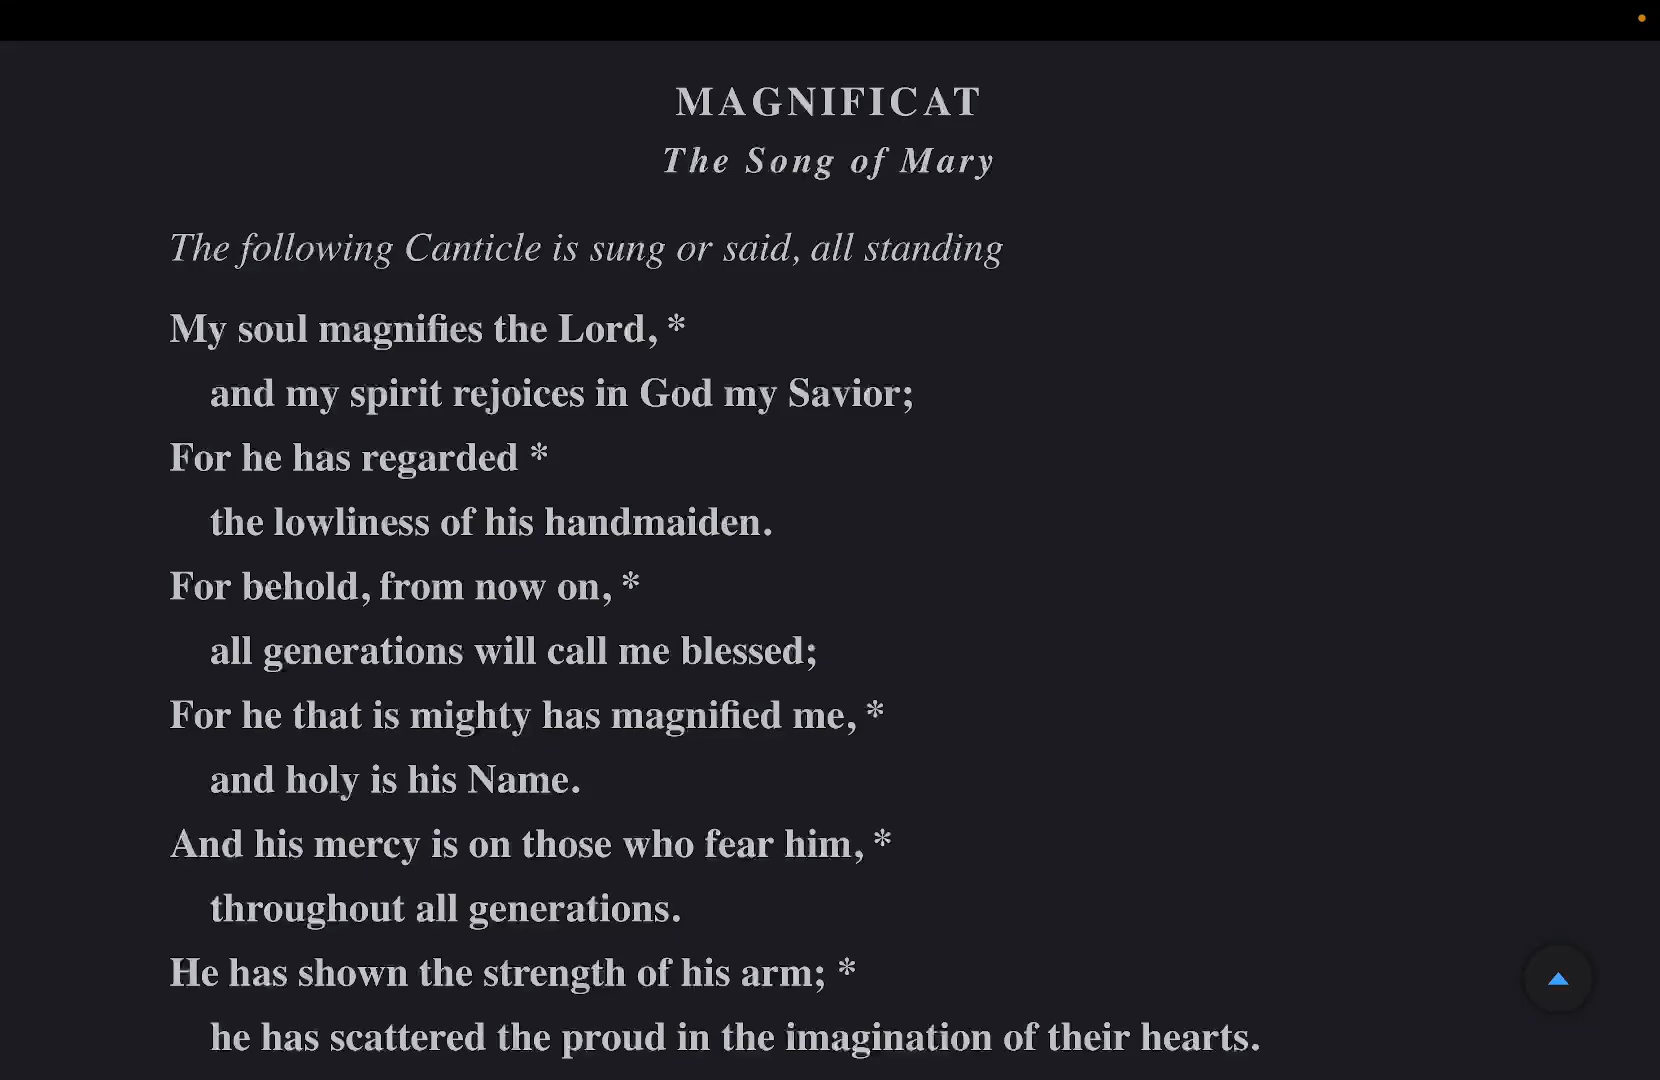 MAGNIFICAT
The Song of Mary
The following Canticle is sung or said, all standing
My soul magnifies the Lord, *
and my spirit rejoices in God my Savior;
For he has regarded *
the lowliness of his handmaiden.
For behold, from now on, *
all generations will call me blessed;
For he that is mighty has magnified me, *
and holy is his Name.
And his mercy is on those who fear him, *
throughout all generations.
He has shown the strength of his arm; *
he has scattered the proud in the imagination of their hearts.